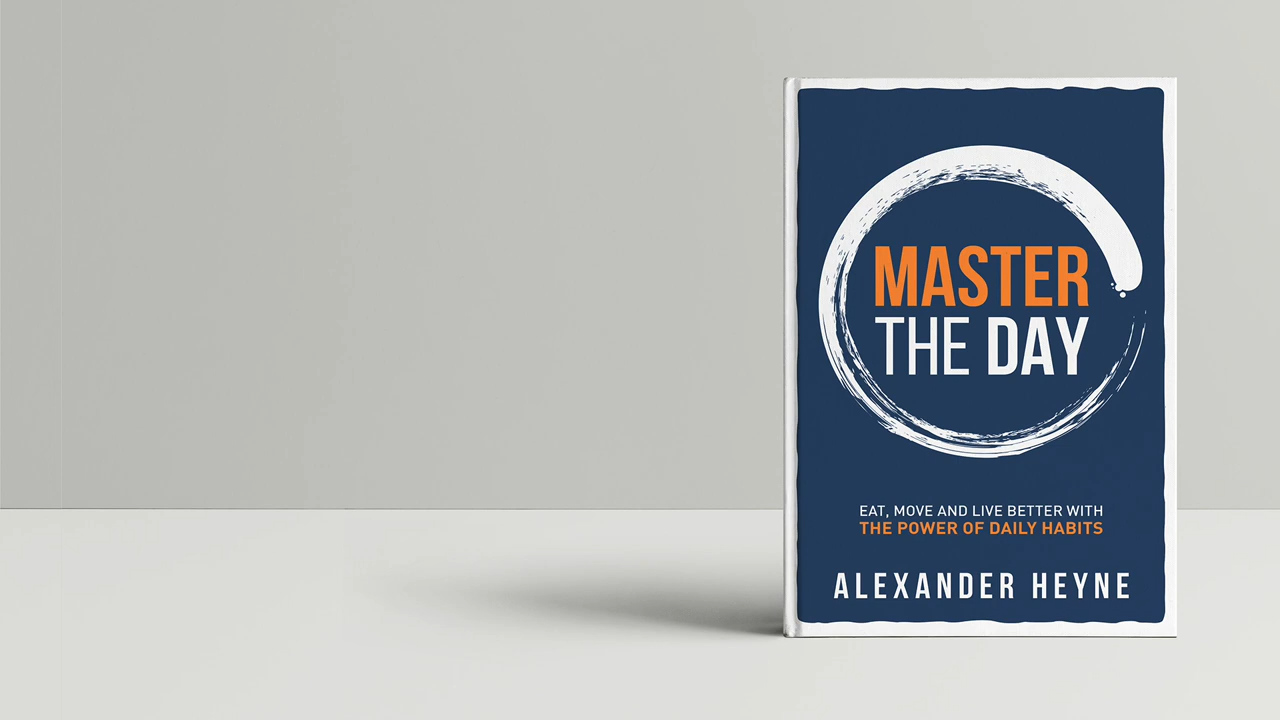 MASTER
THE DAY
EAT, MOVE AND LIVE BETTER WITH
THE POWER OF DAILY HABITS
ALEXANDER HEYNE